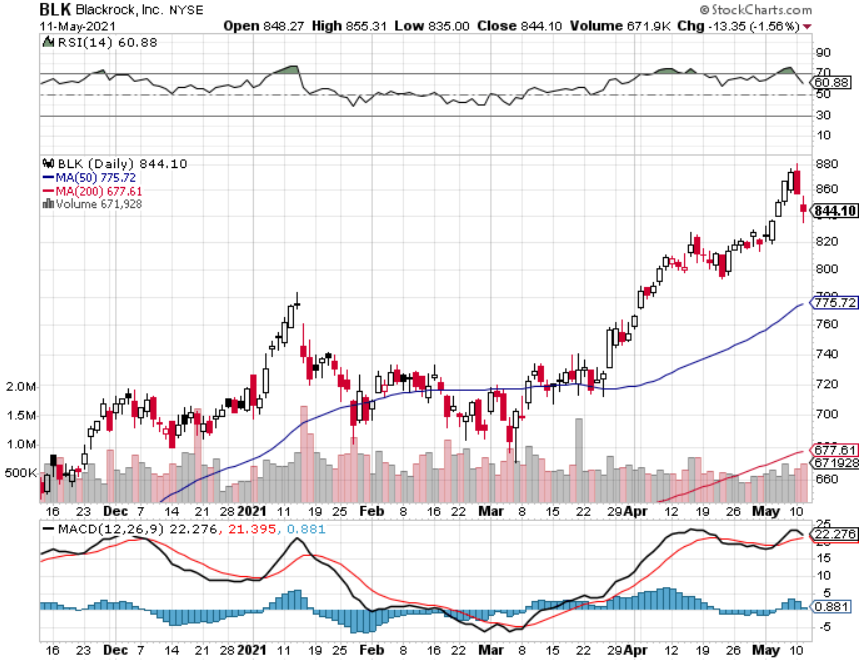 BLK Blackrock, Inc. NYSE © StockCharts.com
11-May-2021 Open 848.27 High 855.31 Low 835.00 Close 844.10 Volume 671.9K Chg -13.35 (-1.56%)
RSI(14) 60.88
90
70
60.88
50
30
10
BLK (Daily) 844.10
MA(50) 775.72
MA(200) 677.61
Volume 671,928
880
860
844.10
820
800
775.72
760
740
720
700
677.61
671928
660
2.0M
1.5M
1.0M
500K
16 23 Dec 7 14 21 28 2021 11 19 25 Feb 8 16 22 Mar 8 15 22 29 Apr 12 19 26 May 10
MACD(12,26,9) 22.276, 21.395, 0.881
25
22.276
15
10
5
0.881
-5
16 23 Dec 7 14 21 28 2021 11 19 25 Feb 8 16 22 Mar 8 15 22 29 Apr 12 19 26 May 10